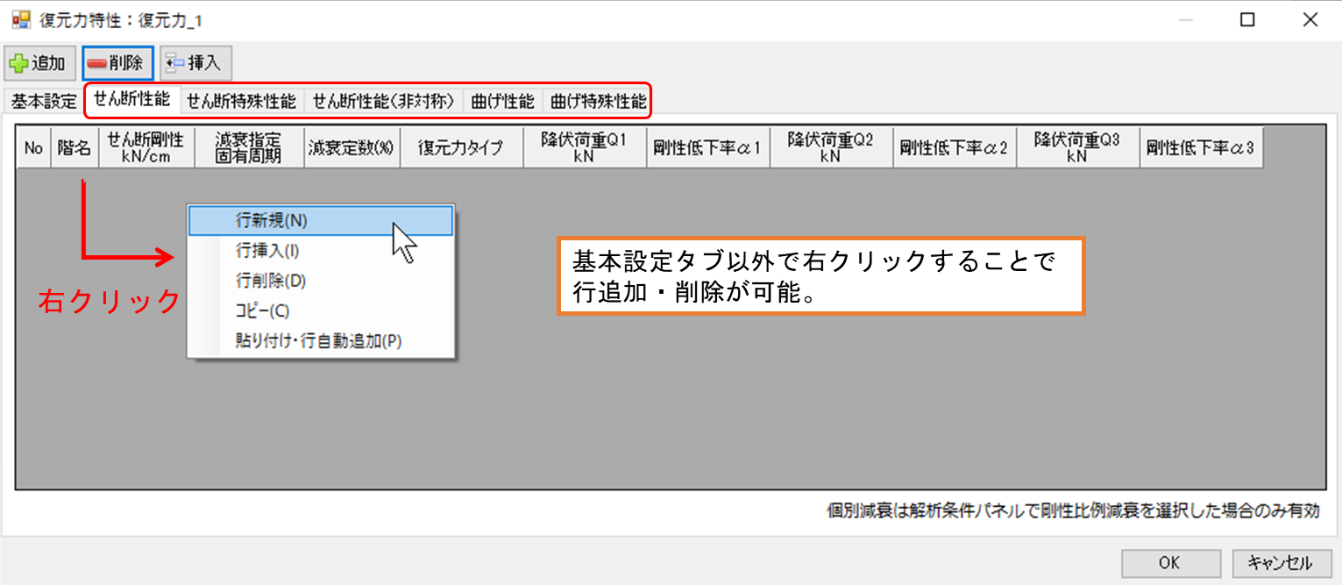 復元力特性：復元力_1
追加 削除 挿入
基本設定 せん断性能 せん断特殊性能 せん断性能(非対称) 曲げ性能 曲げ特殊性能
No 階名 せん断剛性 kN/cm 減衰指定 固有周期 減衰定数(%) 復元力タイプ 降伏荷重Q1 kN 剛性低下率α1 降伏荷重Q2 kN 剛性低下率α2 降伏荷重Q3 kN 剛性低下率α3
行新規(N)
行挿入(I)
行削除(D)
コピー(C)
貼り付け・行自動追加(P)
右クリック
基本設定タブ以外で右クリックすることで
行追加・削除が可能。
個別減衰は解析条件パネルで剛性比例減衰を選択した場合のみ有効
OK キャンセル